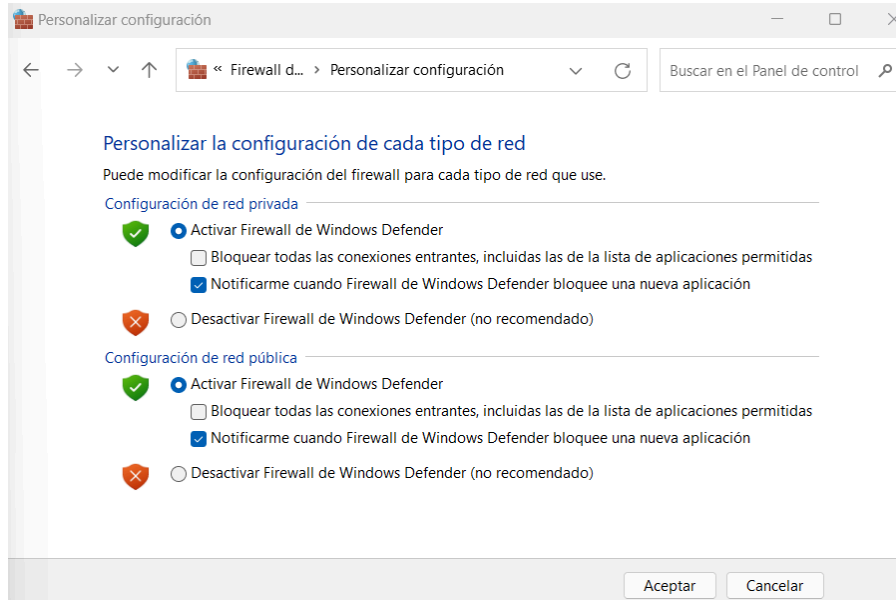 Personalizar configuración
« Firewall d... › Personalizar configuración
Buscar en el Panel de control
Personalizar la configuración de cada tipo de red
Puede modificar la configuración del firewall para cada tipo de red que use.
Configuración de red privada
Activar Firewall de Windows Defender
Bloquear todas las conexiones entrantes, incluidas las de la lista de aplicaciones permitidas
Notificarme cuando Firewall de Windows Defender bloquee una nueva aplicación
Desactivar Firewall de Windows Defender (no recomendado)
Configuración de red pública
Activar Firewall de Windows Defender
Bloquear todas las conexiones entrantes, incluidas las de la lista de aplicaciones permitidas
Notificarme cuando Firewall de Windows Defender bloquee una nueva aplicación
Desactivar Firewall de Windows Defender (no recomendado)
Aceptar Cancelar